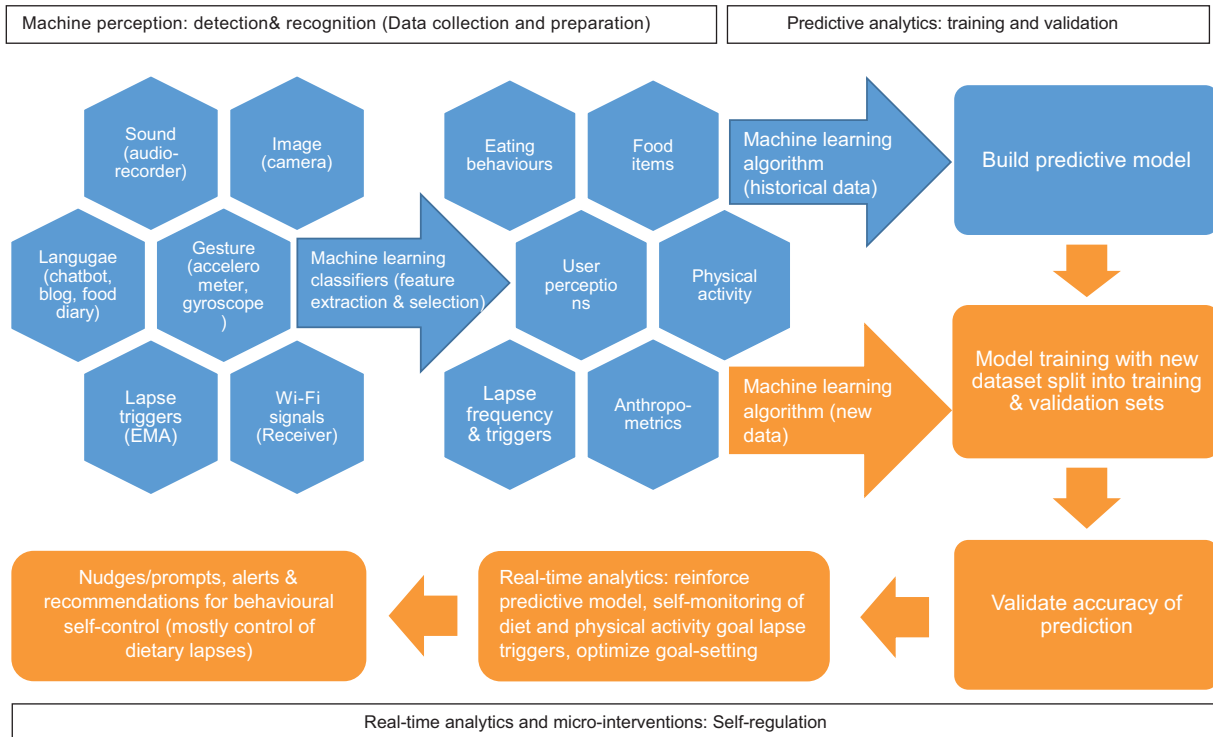 Machine perception: detection& recognition (Data collection and preparation)
Predictive analytics: training and validation
Sound
(audio-
recorder)
Image
(camera)
Langugae
(chatbot,
blog, food
diary)
Gesture
(accelero
meter,
gyroscope
)
Lapse
triggers
(EMA)
Wi-Fi
signals
(Receiver)
Machine learning
classifiers (feature
extraction & selection)
Eating
behaviours
Food
items
User
perceptio
ns
Physical
activity
Lapse
frequency
& triggers
Anthropo-
metrics
Machine learning
algorithm
(historical data)
Build predictive model
Machine learning
algorithm (new
data)
Model training with new
dataset split into training
& validation sets
Validate accuracy of
prediction
Real-time analytics: reinforce
predictive model, self-monitoring of
diet and physical activity goal lapse
triggers, optimize goal-setting
Nudges/prompts, alerts &
recommendations for behavioural
self-control (mostly control of
dietary lapses)
Real-time analytics and micro-interventions: Self-regulation